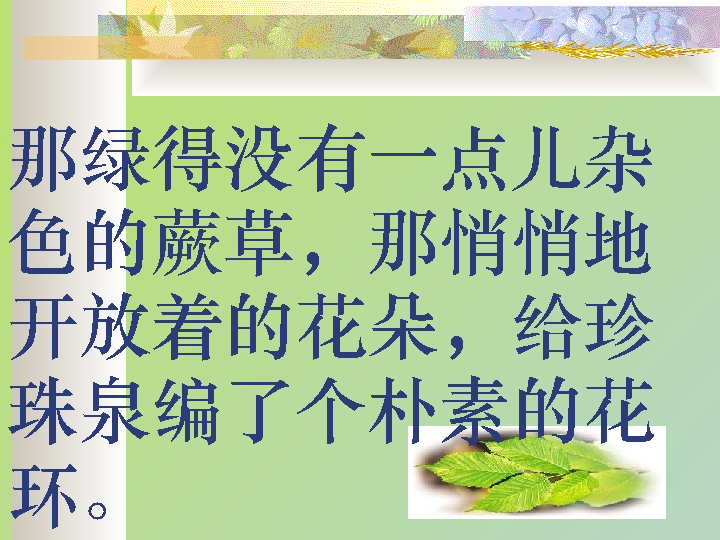 那绿得没有一点儿杂
色的蕨草，那悄悄地
开放着的花朵，给珍
珠泉编了个朴素的花
环。